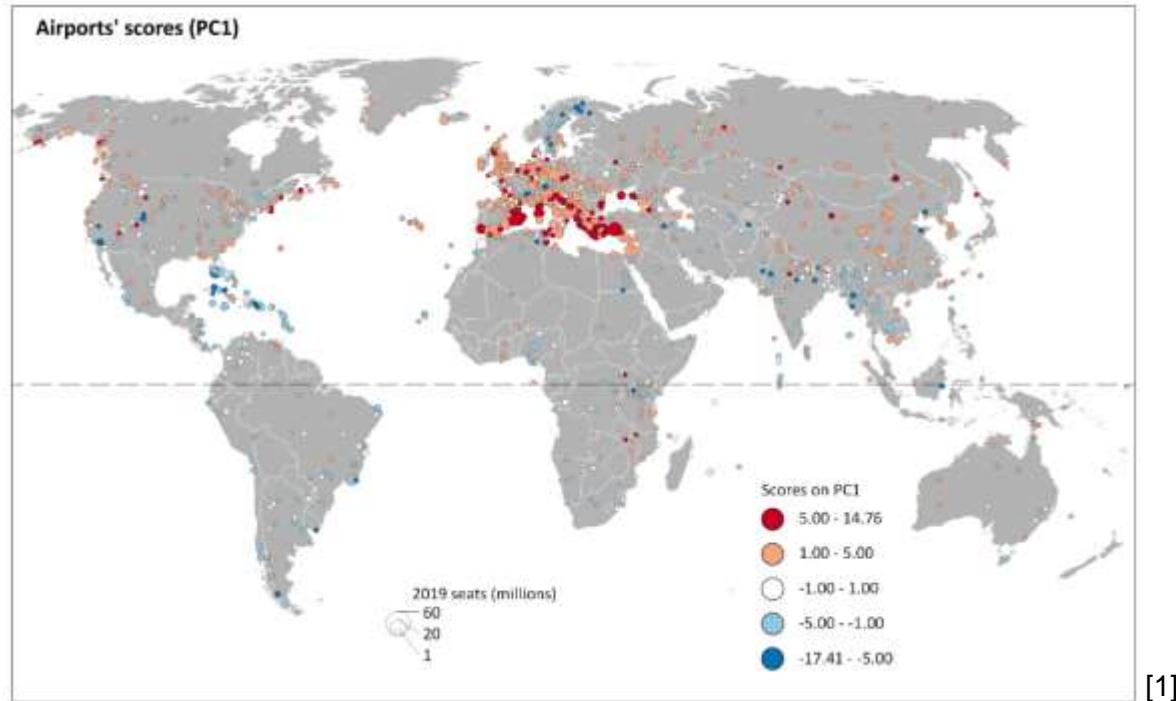 Airports' scores (PC1)
Scores on PC1
5.00 - 14.76
1.00 - 5.00
-1.00 - 1.00
-5.00 - -1.00
-17.41 - -5.00
2019 seats (millions)
60
20
1
[1]